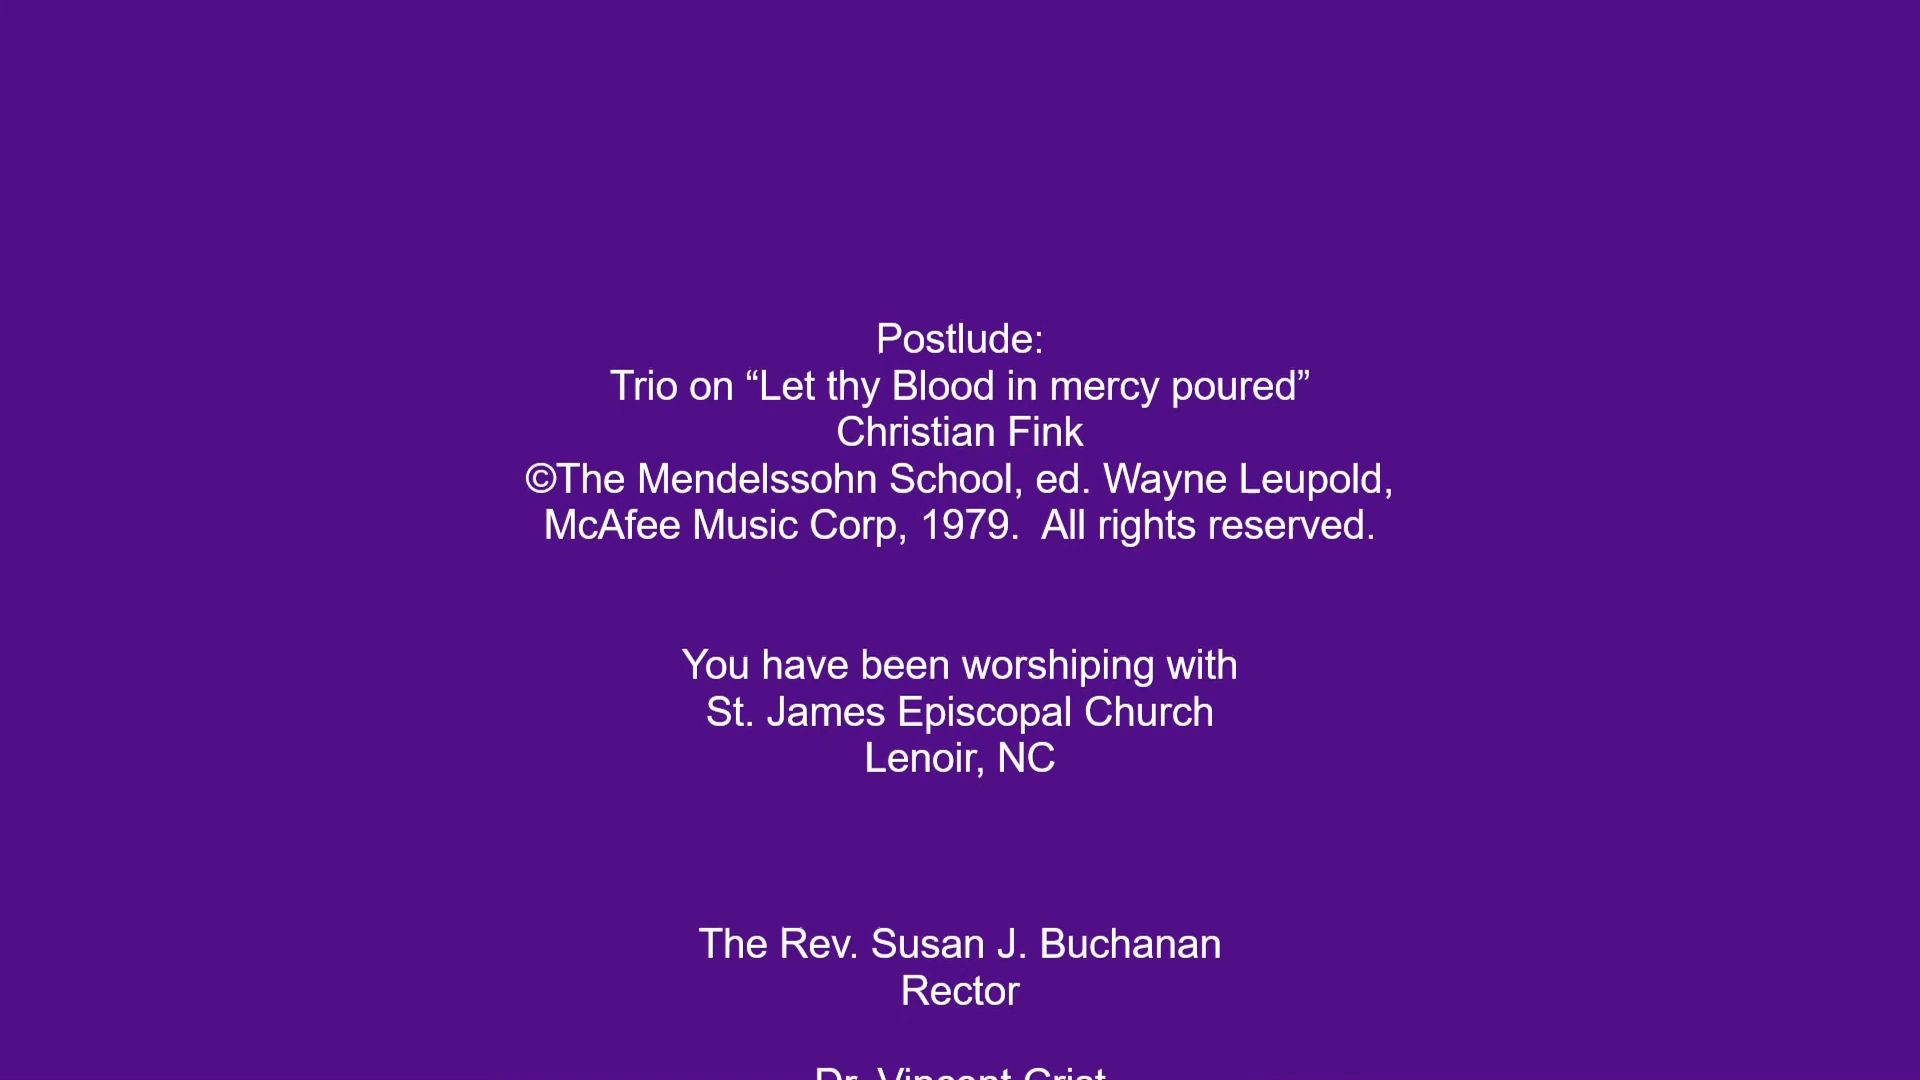 Postlude:
Trio on “Let thy Blood in mercy poured”
Christian Fink
©The Mendelssohn School, ed. Wayne Leupold,
McAfee Music Corp, 1979.  All rights reserved.
You have been worshiping with
St. James Episcopal Church
Lenoir, NC
The Rev. Susan J. Buchanan
Rector
Dr. Vincent Crist